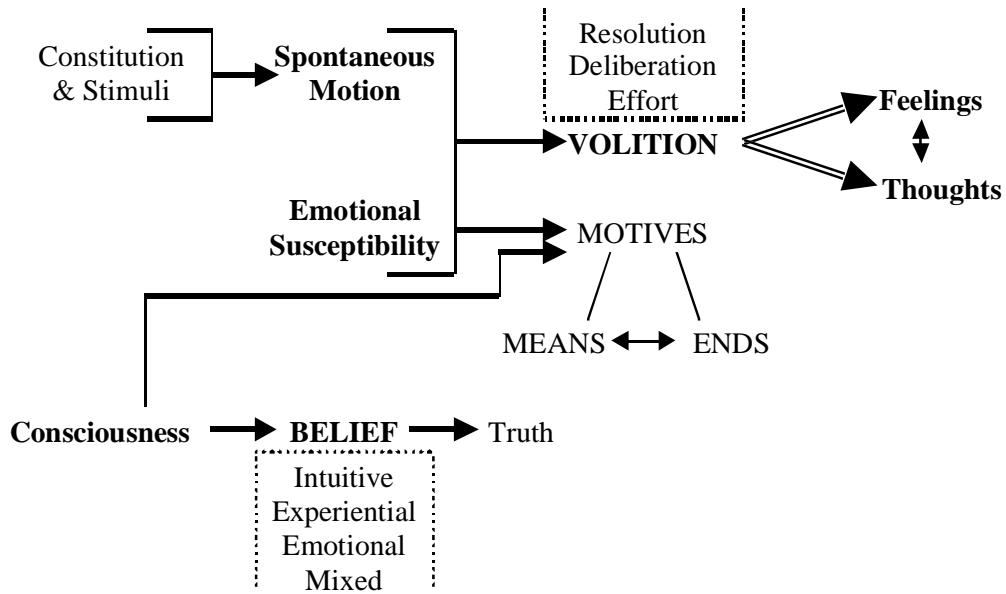 Constitution
& Stimuli
Spontaneous
Motion
Resolution
Deliberation
Effort
VOLITION
Feelings
Thoughts
Emotional
Susceptibility
MOTIVES
MEANS
ENDS
Consciousness
BELIEF
Truth
Intuitive
Experiential
Emotional
Mixed